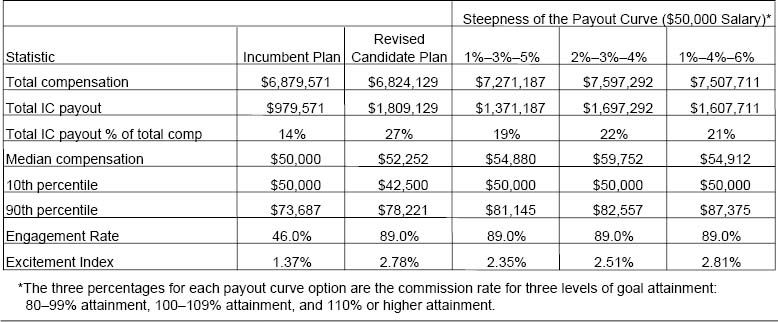 Steepness of the Payout Curve ($50,000 Salary)*
Statistic Incumbent Plan Revised Candidate Plan 1%–3%–5% 2%–3%–4% 1%–4%–6%
Total compensation $6,879,571 $6,824,129 $7,271,187 $7,597,292 $7,507,711
Total IC payout $979,571 $1,809,129 $1,371,187 $1,697,292 $1,607,711
Total IC payout % of total comp 14% 27% 19% 22% 21%
Median compensation $50,000 $52,252 $54,880 $59,752 $54,912
10th percentile $50,000 $42,500 $50,000 $50,000 $50,000
90th percentile $73,687 $78,221 $81,145 $82,557 $87,375
Engagement Rate 46.0% 89.0% 89.0% 89.0% 89.0%
Excitement Index 1.37% 2.78% 2.35% 2.51% 2.81%
*The three percentages for each payout curve option are the commission rate for three levels of goal attainment:
80–99% attainment, 100–109% attainment, and 110% or higher attainment.